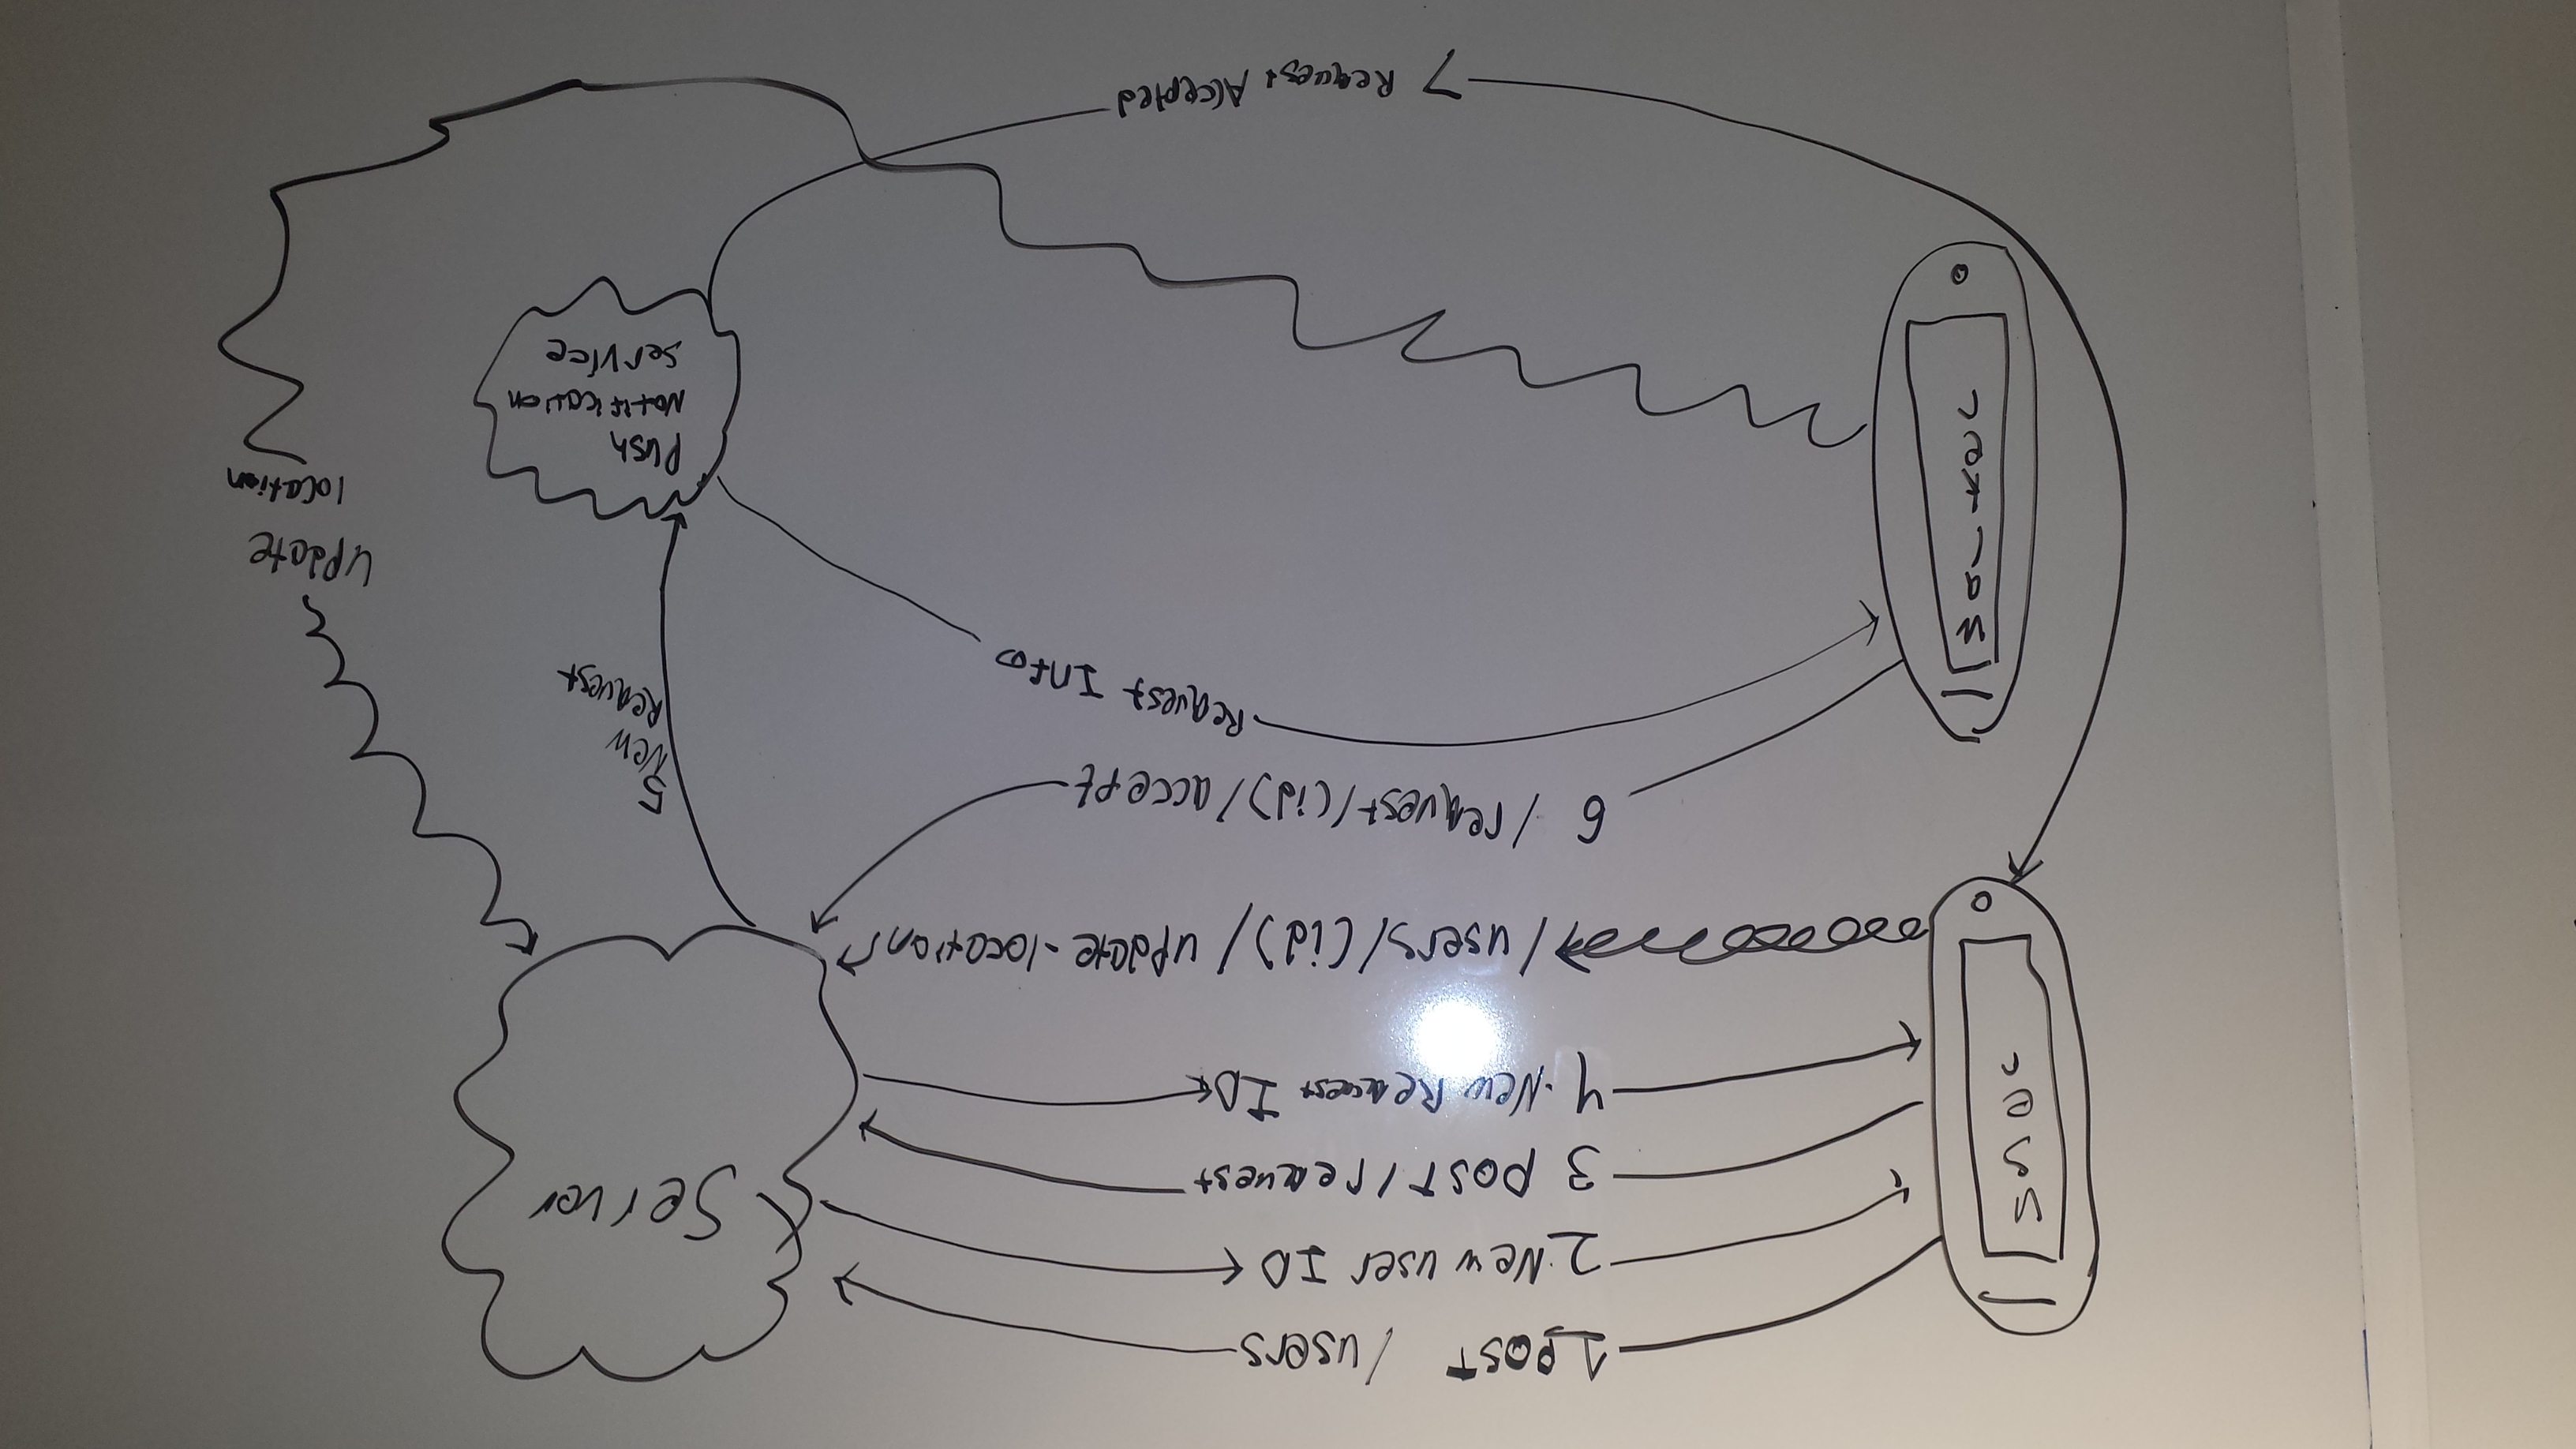 1 post /users
2. New user ID
3 post/request
4. New Request ID
/users/(id)/update-location
6 /request/(id)/accept
Request Info
5
New
Request
user
Server
walker
Push
Notification
service
update
location
7 Request Accepted